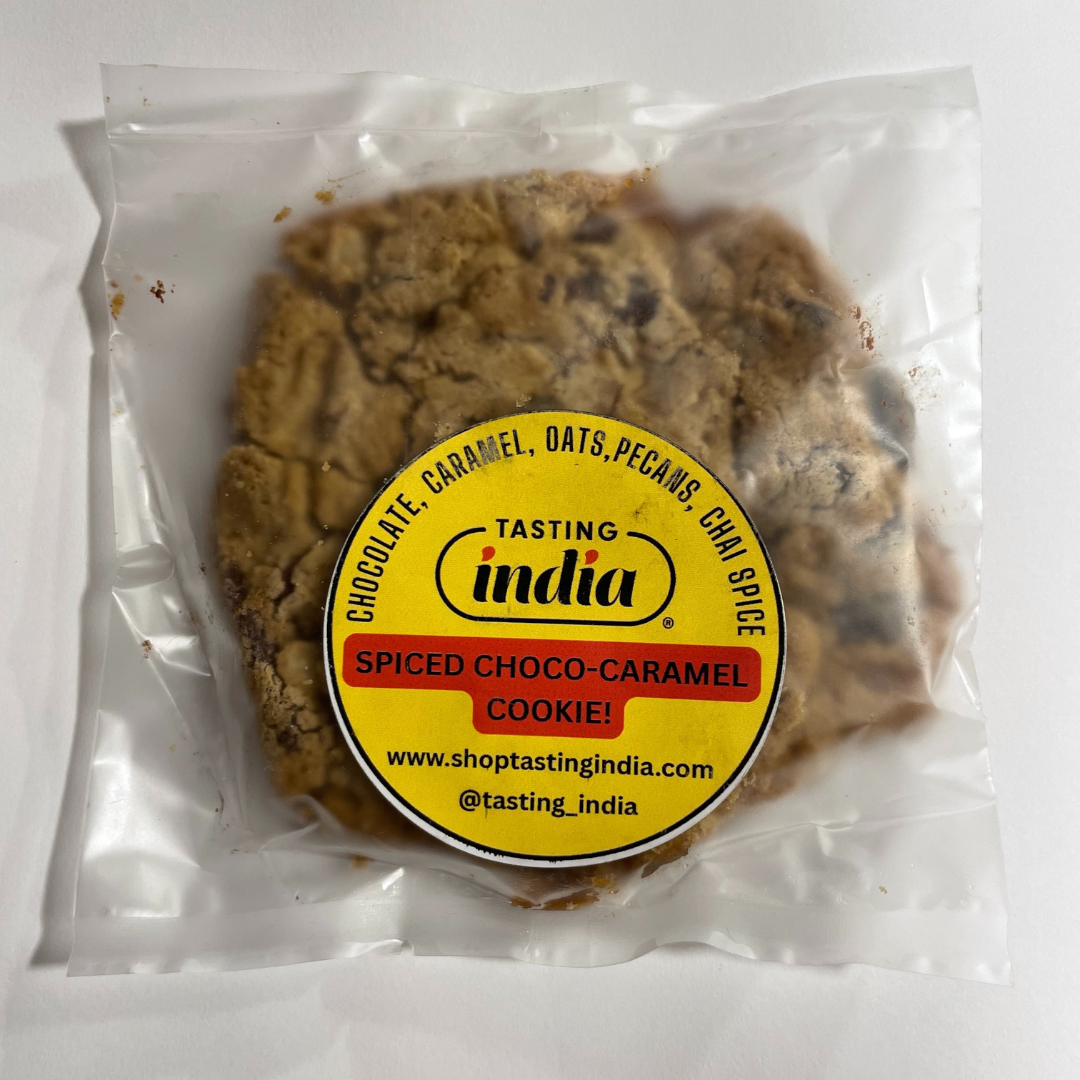 CHOCOLATE, CARAMEL, OATS,PECANS, CHAI SPICE
TASTING
india
®
SPICED CHOCO-CARAMEL
COOKIE!
www.shoptastingindia.com
@tasting_india